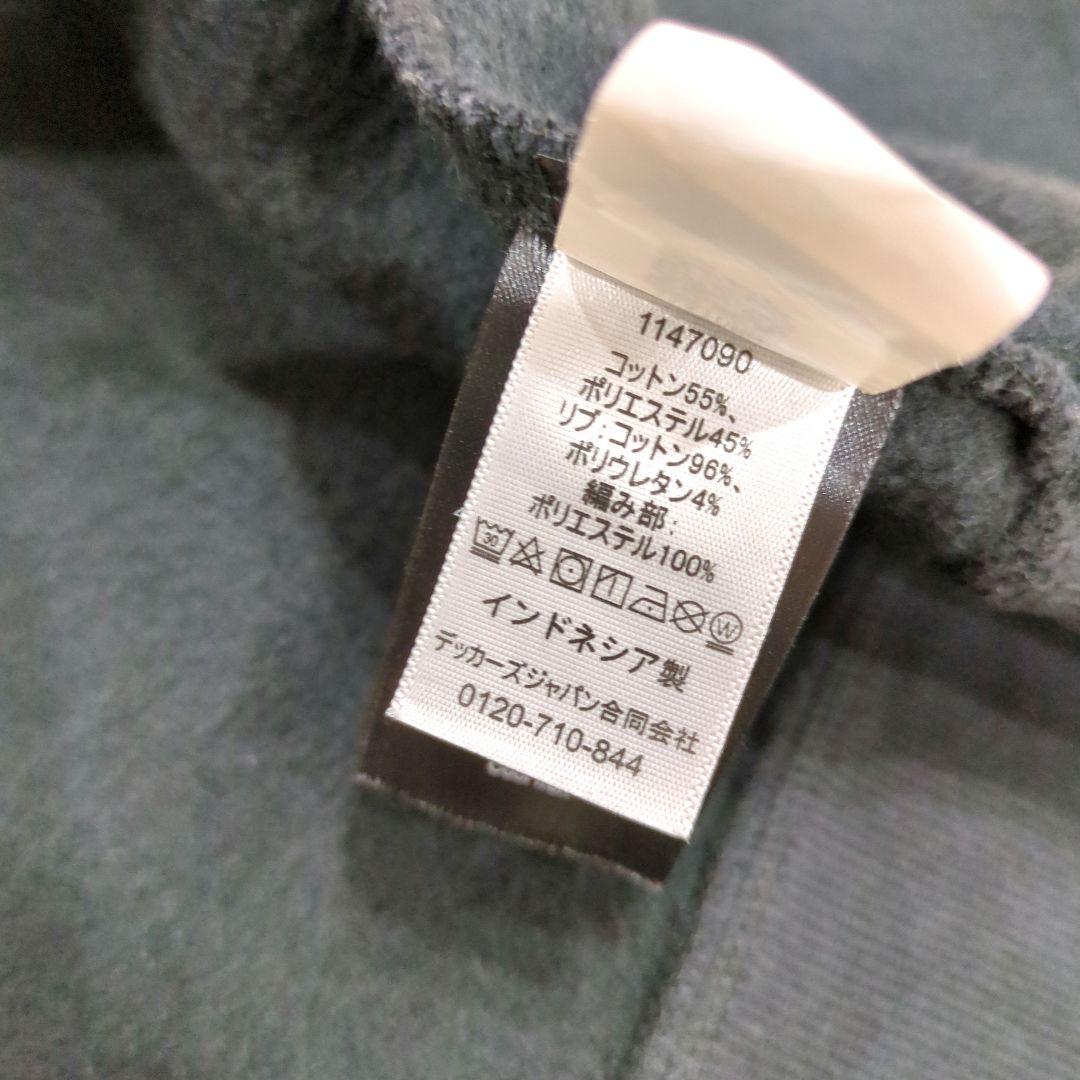 1147090
コットン55%、
ポリエステル45%
リブ:コットン96%、
ポリウレタン4%
編み部:
ポリエステル100%
30 W
インドネシア製
デッカーズジャパン合同会社
0120-710-844